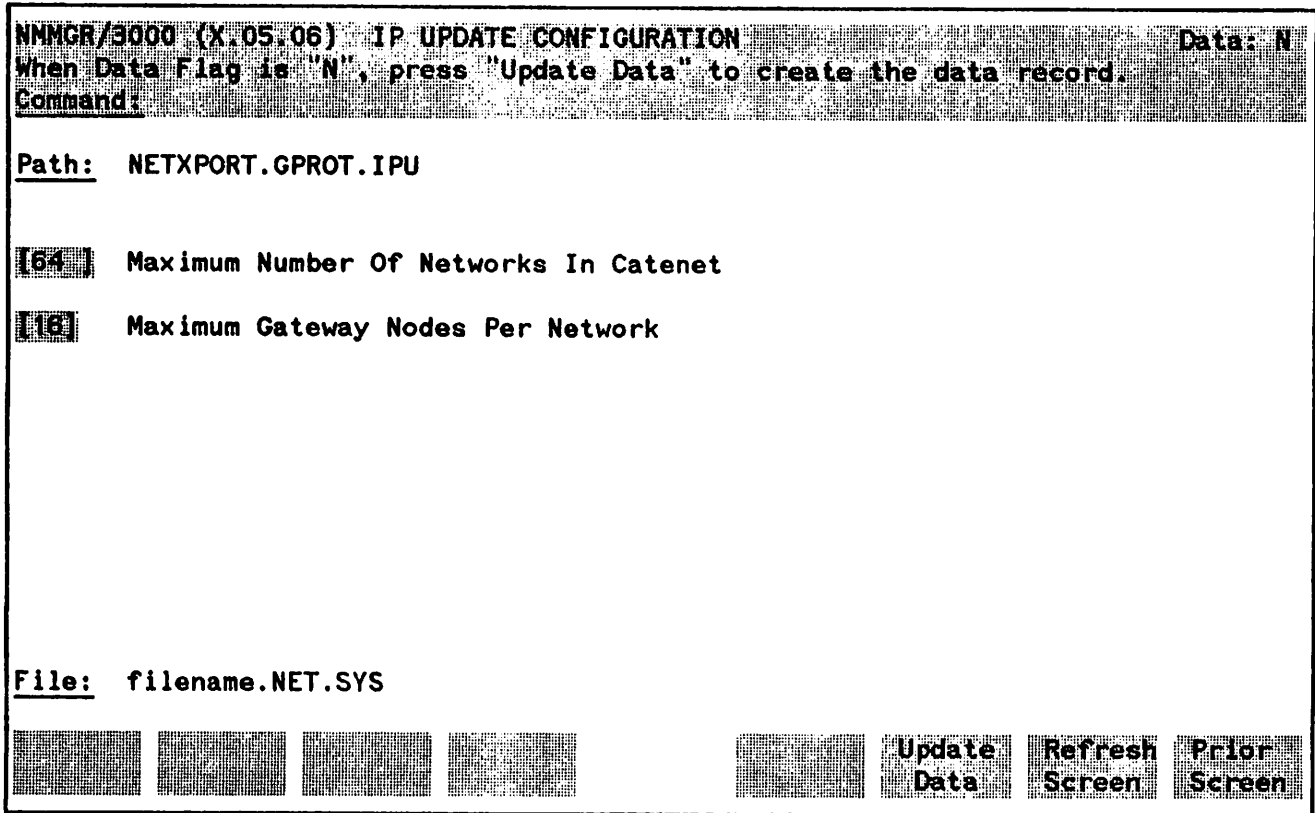 NMMGR/3000 (X.05.06)  IP UPDATE CONFIGURATION  Data: N
When Data Flag is "N", press "Update Data" to create the data record.
Command:
Path:  NETXPORT.GPROT.IPU
[64 ]  Maximum Number Of Networks In Catenet
[16]  Maximum Gateway Nodes Per Network
File:  filename.NET.SYS
Update Refresh Prior
Data Screen Screen